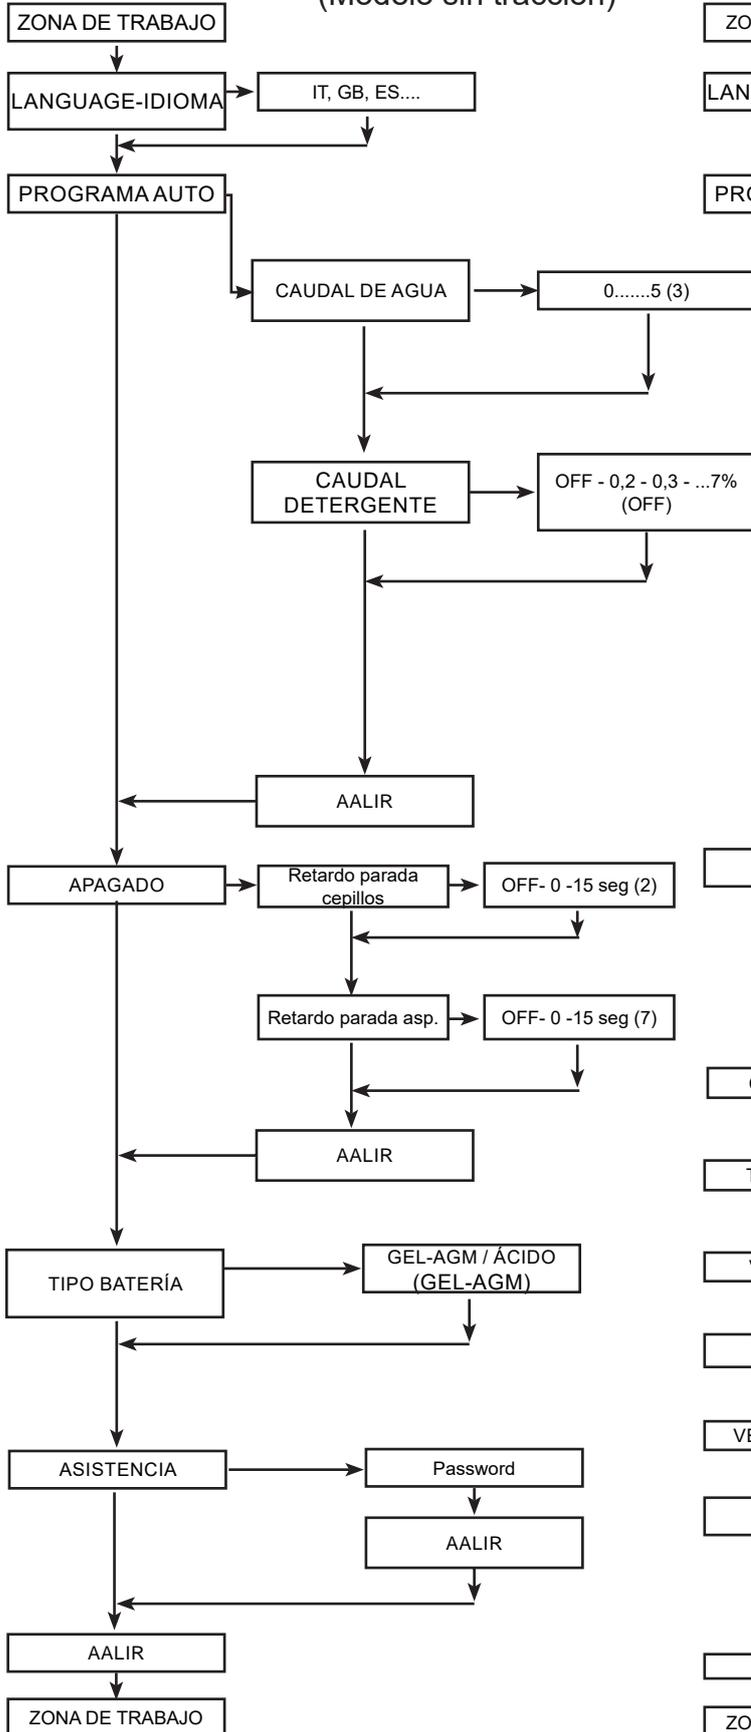 (Modelo sin tracción)
ZONA DE TRABAJO
LANGUAGE-IDIOMA
IT, GB, ES....
PROGRAMA AUTO
CAUDAL DE AGUA
0.......5 (3)
CAUDAL
DETERGENTE
OFF - 0,2 - 0,3 - ...7%
(OFF)
AALIR
APAGADO
Retardo parada
cepillos
OFF- 0 -15 seg (2)
Retardo parada asp.
OFF- 0 -15 seg (7)
AALIR
TIPO BATERÍA
GEL-AGM / ÁCIDO
(GEL-AGM)
ASISTENCIA
Password
AALIR
AALIR
ZONA DE TRABAJO
ZO
LAN
PRO
T
V
VE
ZO